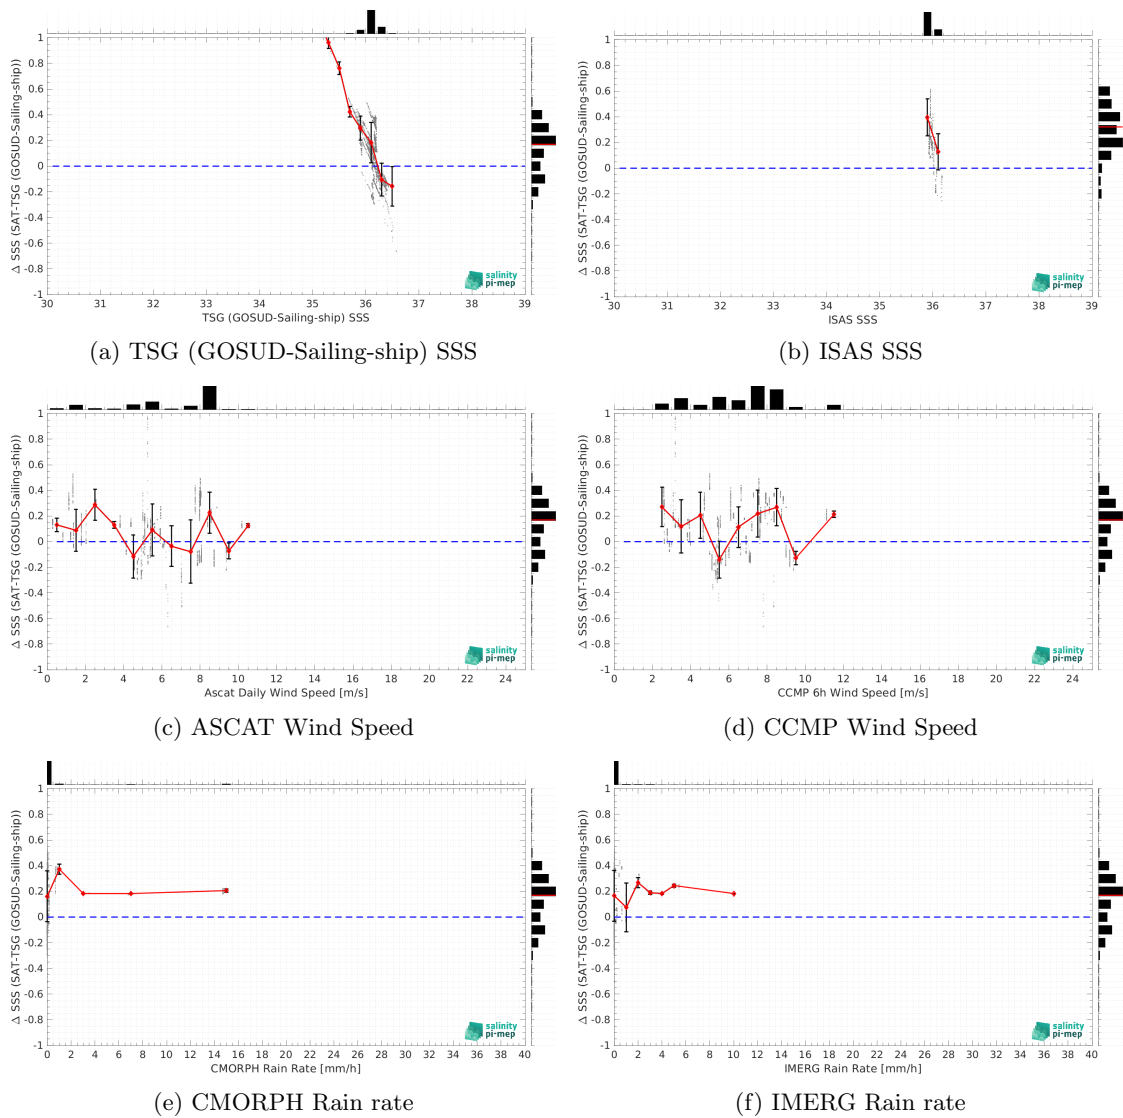 Δ SSS (SAT-TSG (GOSUD-Sailing-ship))
1
0.8
0.6
0.4
0.2
0
-0.2
-0.4
-0.6
-0.8
-1
salinity
pi-mep
30 31 32 33 34 35 36 37 38 39
TSG (GOSUD-Sailing-ship) SSS
(a) TSG (GOSUD-Sailing-ship) SSS
Δ SSS (SAT-TSG (GOSUD-Sailing-ship))
1
0.8
0.6
0.4
0.2
0
-0.2
-0.4
-0.6
-0.8
-1
salinity
pi-mep
30 31 32 33 34 35 36 37 38 39
ISAS SSS
(b) ISAS SSS
Δ SSS (SAT-TSG (GOSUD-Sailing-ship))
1
0.8
0.6
0.4
0.2
0
-0.2
-0.4
-0.6
-0.8
-1
salinity
pi-mep
0 2 4 6 8 10 12 14 16 18 20 22 24
Ascat Daily Wind Speed [m/s]
(c) ASCAT Wind Speed
Δ SSS (SAT-TSG (GOSUD-Sailing-ship))
1
0.8
0.6
0.4
0.2
0
-0.2
-0.4
-0.6
-0.8
-1
salinity
pi-mep
0 2 4 6 8 10 12 14 16 18 20 22 24
CCMP 6h Wind Speed [m/s]
(d) CCMP Wind Speed
Δ SSS (SAT-TSG (GOSUD-Sailing-ship))
1
0.8
0.6
0.4
0.2
0
-0.2
-0.4
-0.6
-0.8
-1
salinity
pi-mep
0 2 4 6 8 10 12 14 16 18 20 22 24 26 28 30 32 34 36 38 40
CMORPH Rain Rate [mm/h]
(e) CMORPH Rain rate
Δ SSS (SAT-TSG (GOSUD-Sailing-ship))
1
0.8
0.6
0.4
0.2
0
-0.2
-0.4
-0.6
-0.8
-1
salinity
pi-mep
0 2 4 6 8 10 12 14 16 18 20 22 24 26 28 30 32 34 36 38 40
IMERG Rain Rate [mm/h]
(f) IMERG Rain rate